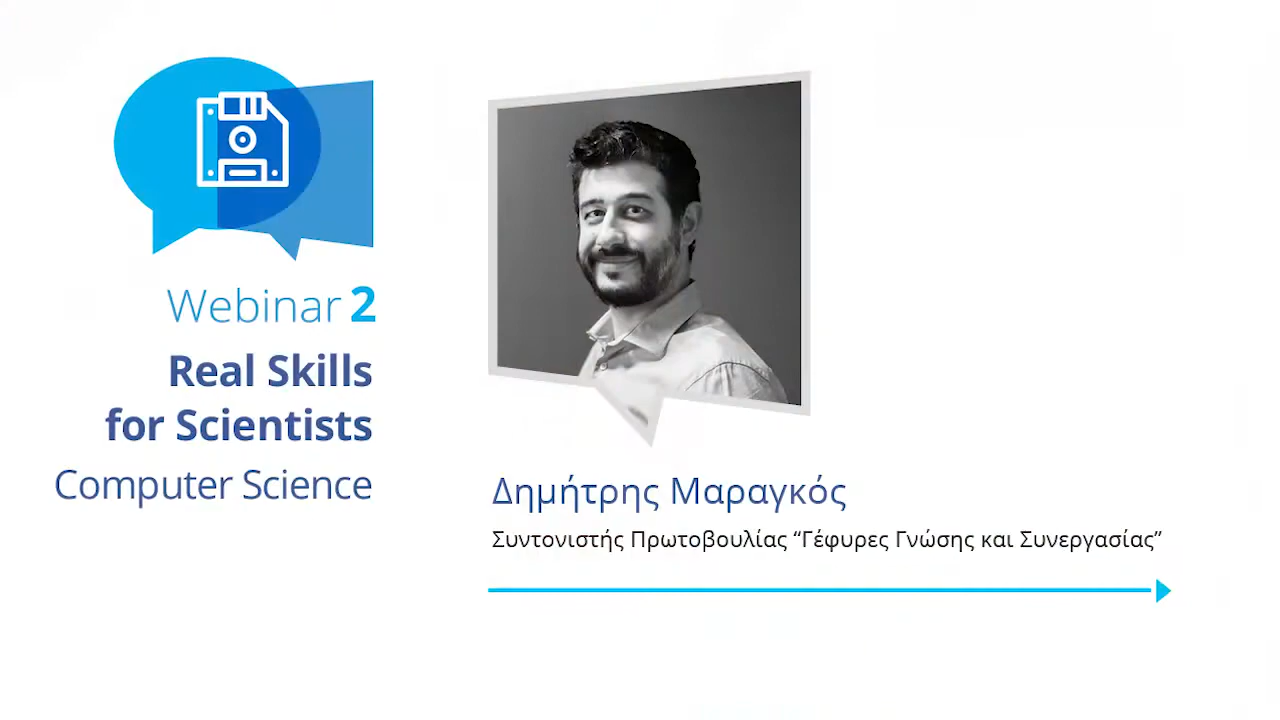 Webinar 2
Real Skills
for Scientists
Computer Science
Δημήτρης Μαραγκός
Συντονιστής Πρωτοβουλίας “Γέφυρες Γνώσης και Συνεργασίας”